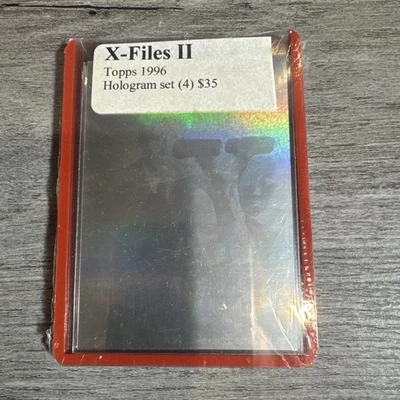 X-Files II
Topps 1996
Hologram set (4) $35